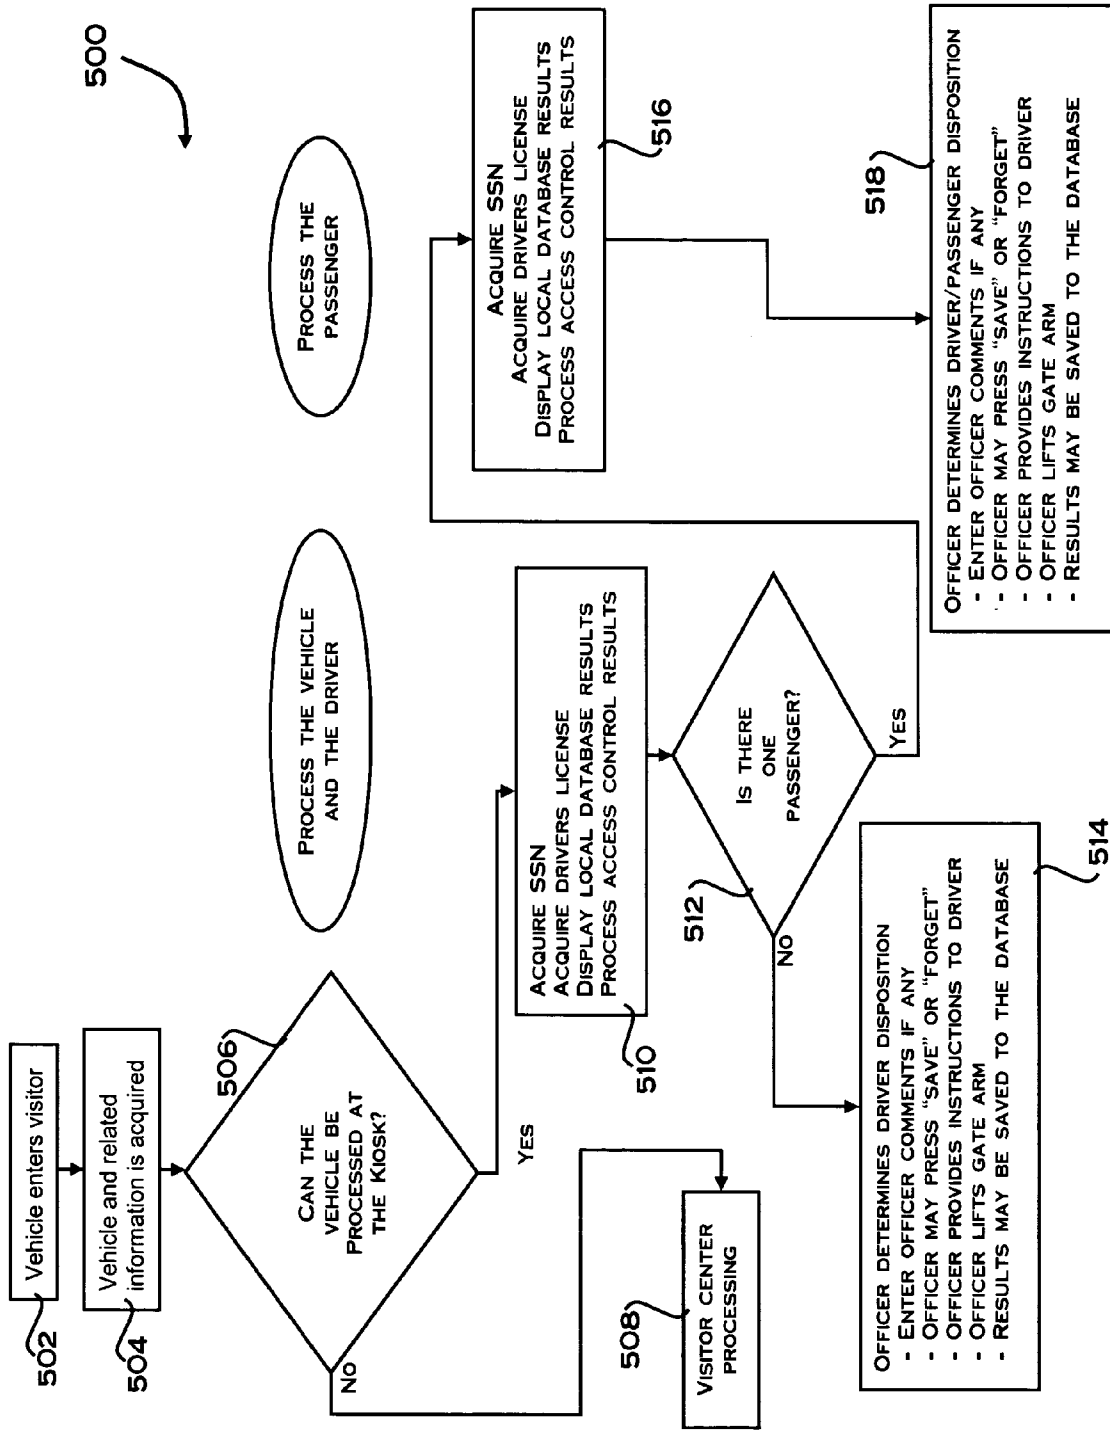 500
Vehicle enters visitor
502
Vehicle and related
information is acquired
504
506
CAN THE
VEHICLE BE
PROCESSED AT
THE KIOSK?
NO
YES
508
VISITOR CENTER
PROCESSING
PROCESS THE VEHICLE
AND THE DRIVER
ACQUIRE SSN
ACQUIRE DRIVERS LICENSE
DISPLAY LOCAL DATABASE RESULTS
PROCESS ACCESS CONTROL RESULTS
510
512
IS THERE
ONE
PASSENGER?
NO
YES
OFFICER DETERMINES DRIVER DISPOSITION
- ENTER OFFICER COMMENTS IF ANY
- OFFICER MAY PRESS "SAVE" OR "FORGET"
- OFFICER PROVIDES INSTRUCTIONS TO DRIVER
- OFFICER LIFTS GATE ARM
- RESULTS MAY BE SAVED TO THE DATABASE
514
PROCESS THE
PASSENGER
ACQUIRE SSN
ACQUIRE DRIVERS LICENSE
DISPLAY LOCAL DATABASE RESULTS
PROCESS ACCESS CONTROL RESULTS
516
518
OFFICER DETERMINES DRIVER/PASSENGER DISPOSITION
- ENTER OFFICER COMMENTS IF ANY
- OFFICER MAY PRESS "SAVE" OR "FORGET"
- OFFICER PROVIDES INSTRUCTIONS TO DRIVER
- OFFICER LIFTS GATE ARM
- RESULTS MAY BE SAVED TO THE DATABASE